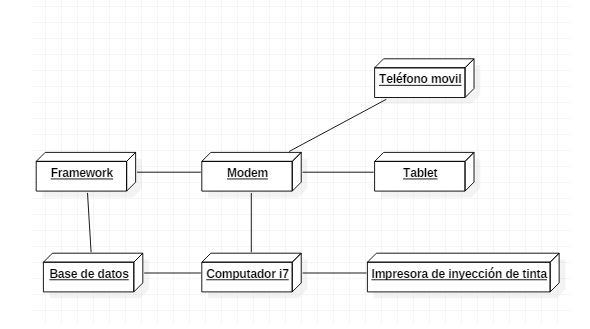 Teléfono movil
Framework
Modem
Tablet
Base de datos
Computador i7
Impresora de inyección de tinta